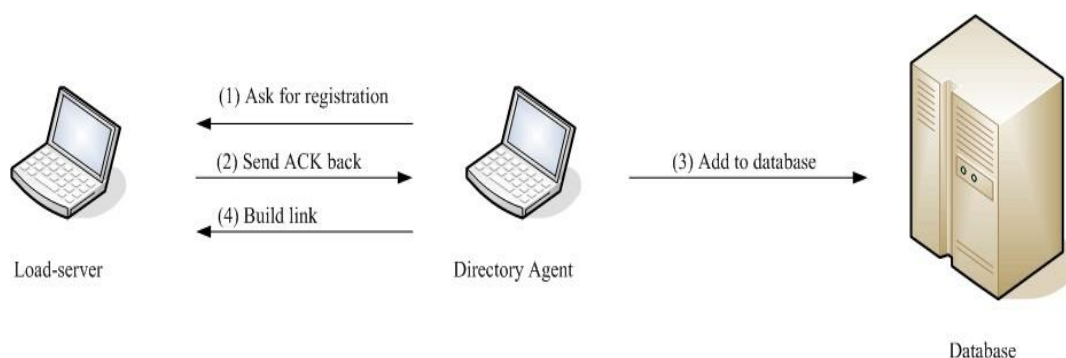 (1) Ask for registration
(2) Send ACK back
(3) Add to database
(4) Build link
Load-server
Directory Agent
Database